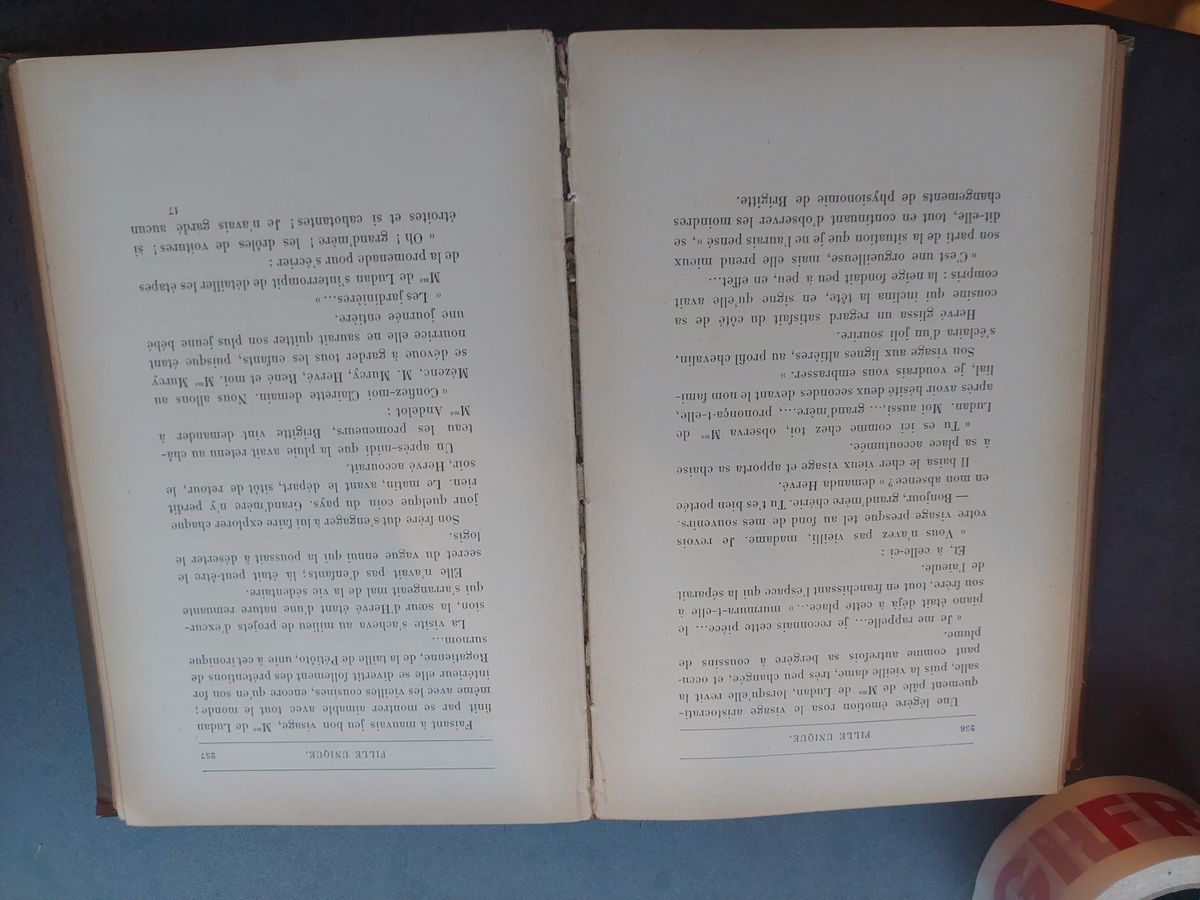 256
FILLE UNIQUE.
Une légère émotion rosa le visage aristocrati-
quement pâle de Mme de Ludan, lorsqu'elle revit la
salle, puis la vieille dame, très peu changée, et occu-
pant comme autrefois sa bergère à coussins de
plume.
« Je me rappelle... je reconnais cette pièce... le
piano était déjà à cette place... » murmura-t-elle à
son frère, tout en franchissant l'espace qui la séparait
de l'aïeule.
Et, à celle-ci :
« Vous n'avez pas vieilli, madame. Je revois
votre visage presque tel au fond de mes souvenirs.
— Bonjour, grand'mère chérie. Tu t'es bien portée
en mon absence ? » demanda Hervé.
Il baisa le cher vieux visage et apporta sa chaise
à sa place accoutumée.
« Tu es ici comme chez toi, observa Mme de
Ludan. Moi aussi,... grand'mère..., prononça-t-elle,
après avoir hésité deux secondes devant le nom fami-
lial, je voudrais vous embrasser. »
Son visage aux lignes altières, au profil chevalin,
s'éclaira d'un joli sourire.
Hervé glissa un regard satisfait du côté de sa
cousine qui inclina la tête, en signe qu'elle avait
compris : la neige fondait peu à peu, en effet...
« C'est une orgueilleuse, mais elle prend mieux
son parti de la situation que je ne l'aurais pensé », se
dit-elle, tout en continuant d'observer les moindres
changements de physionomie de Brigitte.
FILLE UNIQUE.
257
Faisant à mauvais jeu bon visage, Mme de Ludan
finit par se montrer aimable avec tout le monde;
même avec les vieilles cousines, encore qu'en son for
intérieur elle se divertît follement des prétentions de
Rogatienne, de la taille de Pétiôte, unie à cet ironique
surnom...
La visite s'acheva au milieu de projets d'excur-
sion, la sœur d'Hervé étant d'une nature remuante
qui s'arrangeait mal de la vie sédentaire.
Elle n'avait pas d'enfants; là était peut-être le
secret du vague ennui qui la poussait à déserter le
logis.
Son frère dut s'engager à lui faire explorer chaque
jour quelque coin du pays. Grand'mère n'y perdit
rien. Le matin, avant le départ, sitôt de retour, le
soir, Hervé accourait.
Un après-midi que la pluie avait retenu au châ-
teau les promeneurs, Brigitte vint demander à
Mme Andelot :
« Confiez-moi Clairette demain. Nous allons au
Mézenc, M. Murcy, Hervé, René et moi. Mme Murcy
se dévoue à garder tous les enfants, puisque étant
nourrice elle ne saurait quitter son plus jeune bébé
une journée entière.
« Les jardinières... »
Mme de Ludan s'interrompit de détailler les étapes
de la promenade pour s'écrier :
« Oh ! grand'mère ! les drôles de voitures ! si
étroites et si cahotantes ! Je n'avais gardé aucun
17